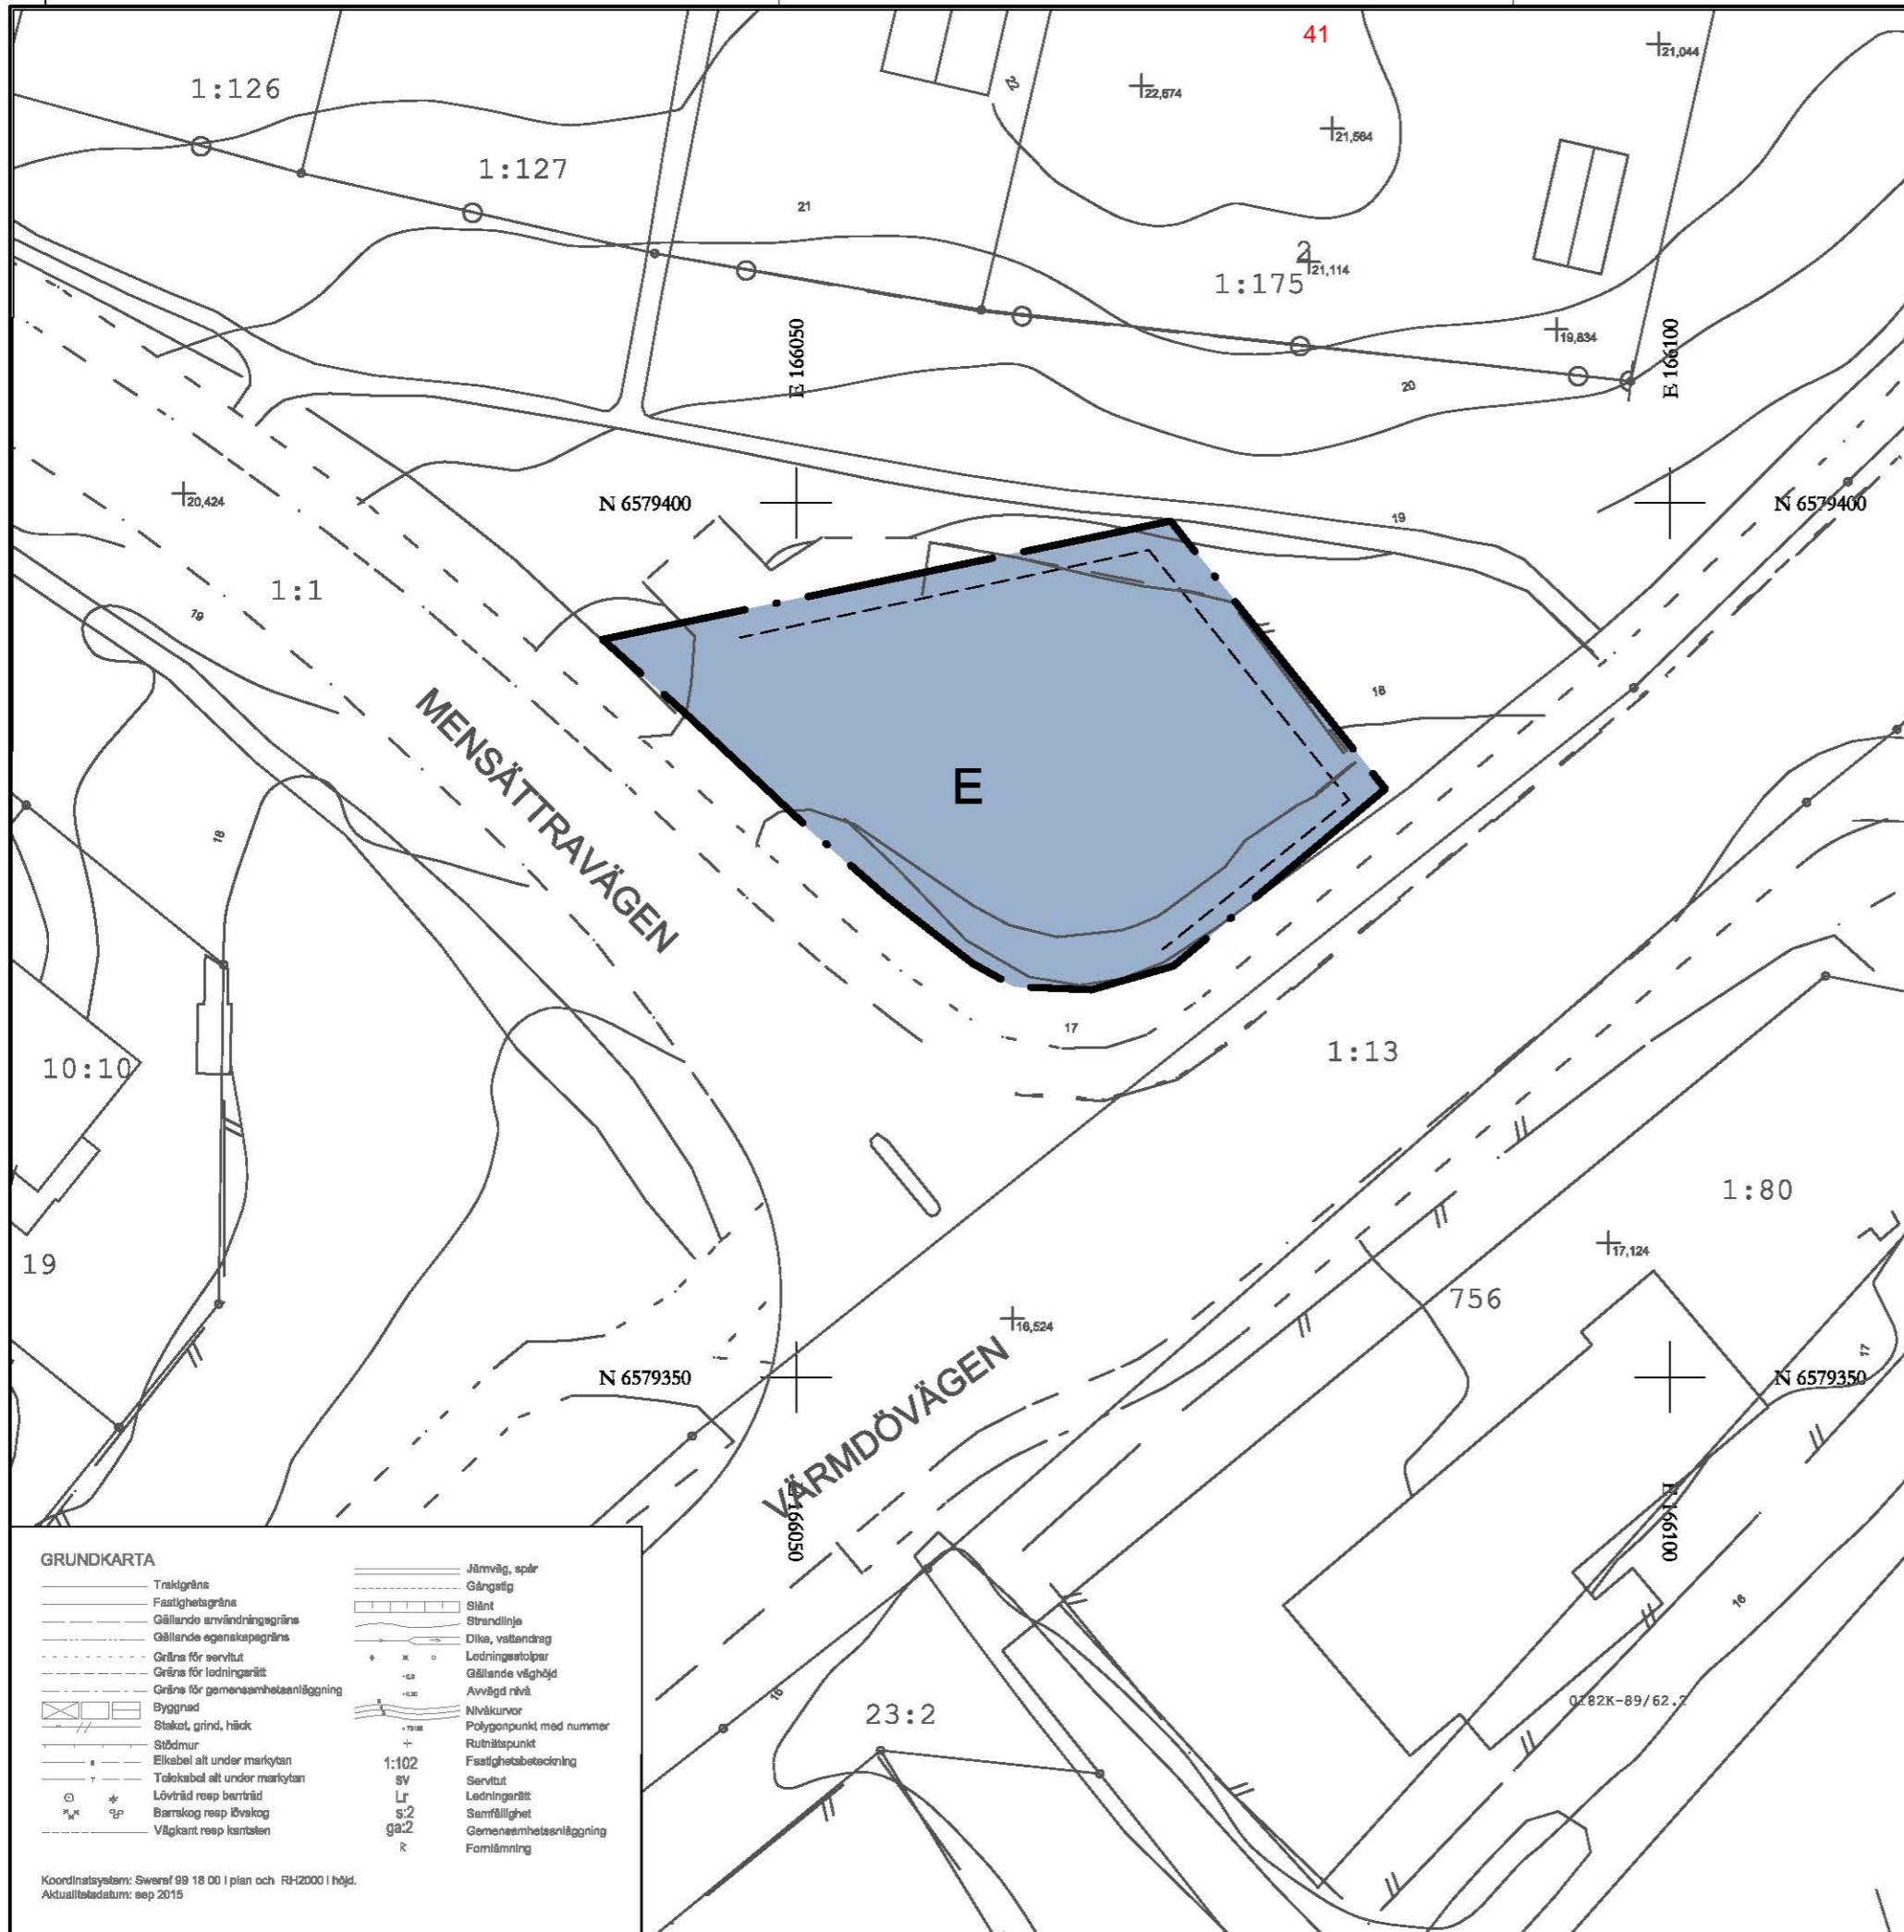 41
21,044
1:126
22,674
22
21,564
1:127
21
2
21,114
1:175
E 166050
19,834
E 166100
20
20,424
N 6579400
19
N 6579400
1:1
19
18
MENSÄTTRAVÄGEN
E
18
17
1:13
10:10
1:80
19
17,124
756
16,524
17
N 6579350
N 6579350
VÄRMDÖVÄGEN
E 166050
E 166100
16
16
23:2
0182K-89/62.2
GRUNDKARTA
Traktgräns
Fastighetsgräns
Gällande användningsgräns
Gällande egenskapsgräns
Gräns för servitut
Gräns för ledningsrätt
Gräns för gemensamhetsanläggning
Byggnad
Staket, grind, häck
Stödmur
Elkabel alt under markytan
Telekabel alt under markytan
Lövträd resp barrträd
Barrskog resp lövskog
Vägkant resp kantsten
Järnväg, spår
Gångstig
Slänt
Strandlinje
Dike, vattendrag
Ledningsstolpar
Gällande väghöjd
Avvägd nivå
Nivåkurvor
Polygonpunkt med nummer
Rutnätspunkt
1:102 Fastighetsbeteckning
SV Servitut
Lr Ledningsrätt
s:2 Samfällighet
ga:2 Gemensamhetsanläggning
R Fornlämning
Koordinatsystem: Sweref 99 18 00 i plan och RH2000 i höjd.
Aktualitetsdatum: sep 2015